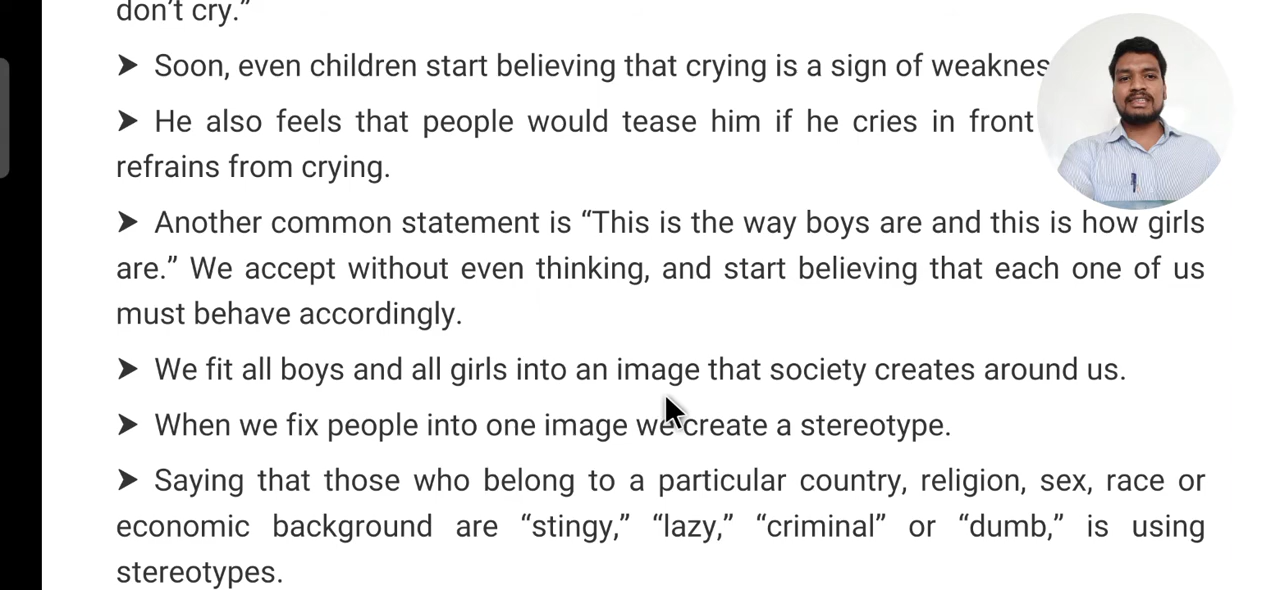 don't cry.”
➤ Soon, even children start believing that crying is a sign of weaknes
➤ He also feels that people would tease him if he cries in front
refrains from crying.
➤ Another common statement is “This is the way boys are and this is how girls
are.” We accept without even thinking, and start believing that each one of us
must behave accordingly.
➤ We fit all boys and all girls into an image that society creates around us.
➤ When we fix people into one image we create a stereotype.
➤ Saying that those who belong to a particular country, religion, sex, race or
economic background are “stingy,” “lazy,” “criminal” or “dumb,” is using
stereotypes.